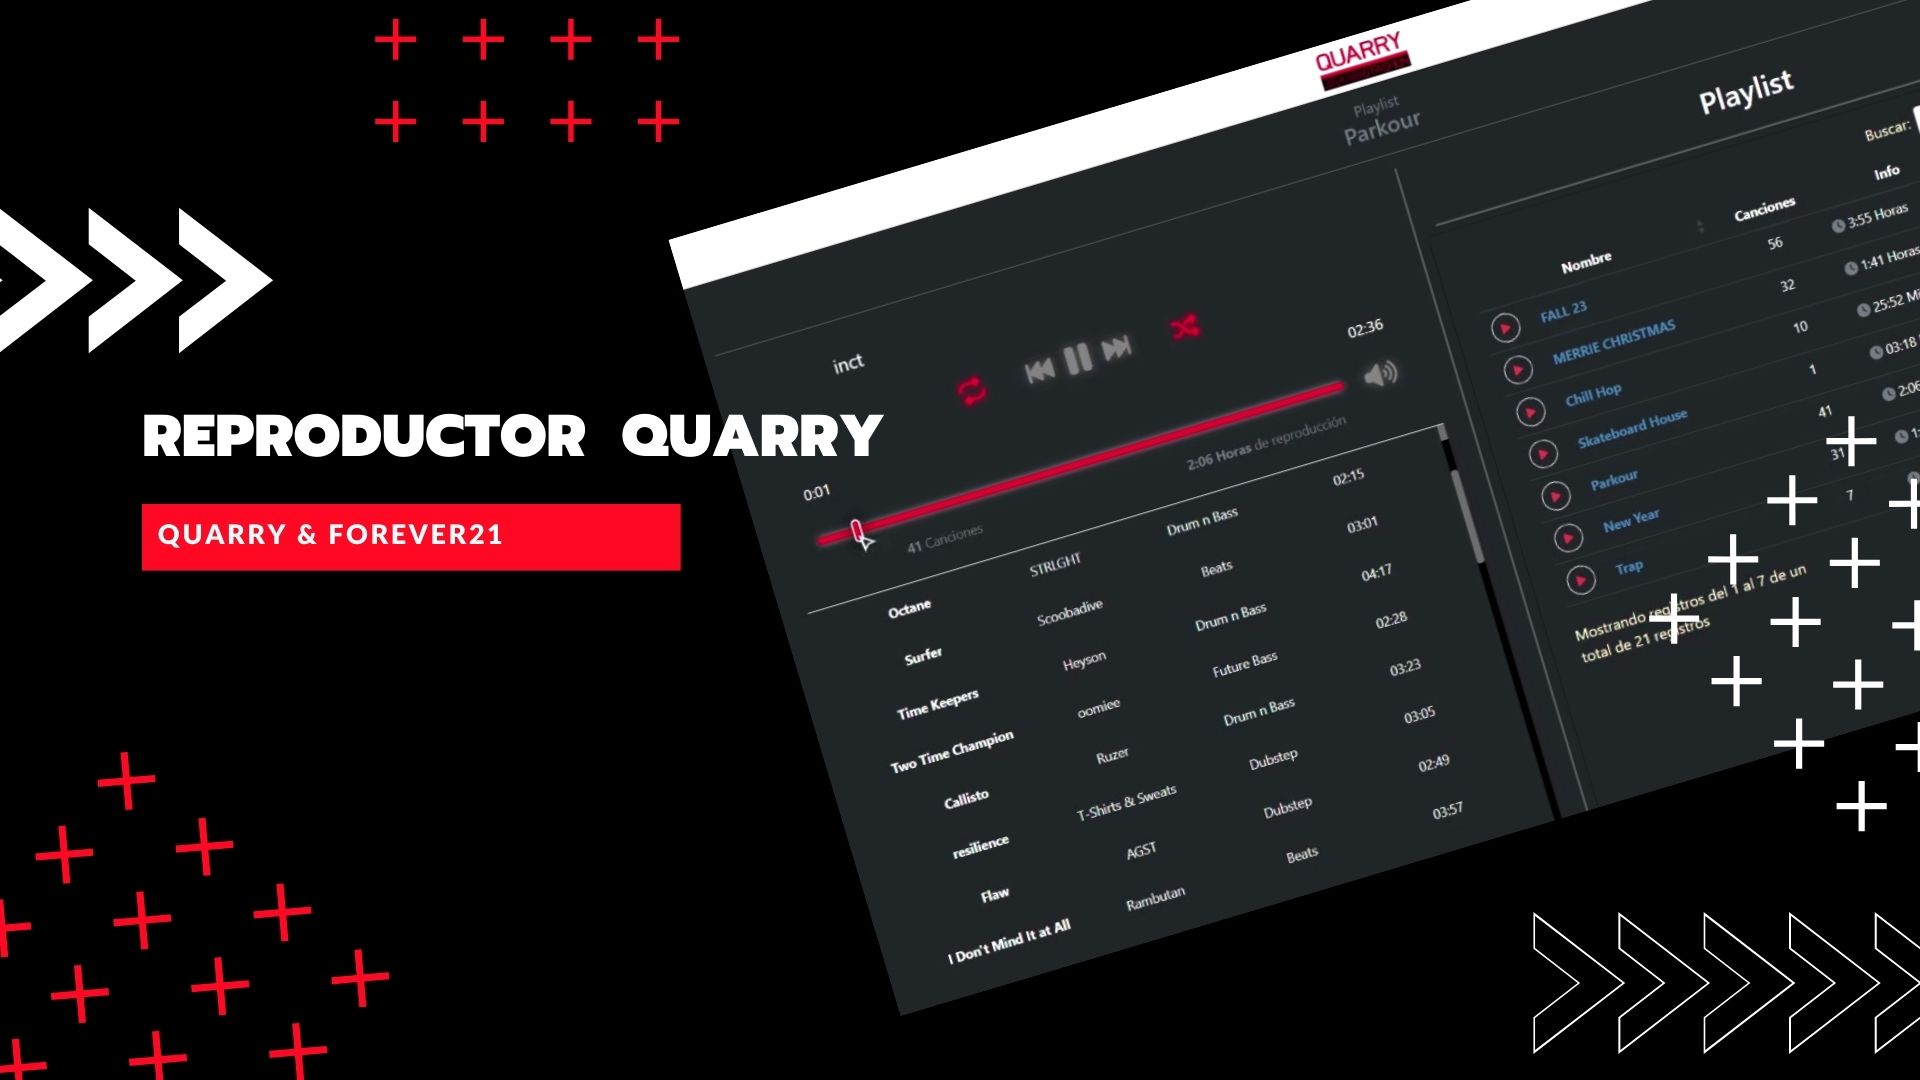 REPRODUCTOR QUARRY
QUARRY & FOREVER21
QUARRY
Playlist
Parkour
inct
02:36
0:01
41 Canciones
2:06 Horas de reproducción
Octane STRLGHT Drum n Bass 02:15
Surfer Scoobadive Beats 03:01
Time Keepers Heyson Drum n Bass 04:17
Two Time Champion oomiee Future Bass 02:28
Callisto Ruzer Drum n Bass 03:23
resilience T-Shirts & Sweats Dubstep 03:05
Flaw AGST Dubstep 02:49
I Don't Mind It at All Rambutan Beats 03:57
Playlist
Buscar:
Nombre Canciones Info
FALL 23 56 3:55 Horas
MERRIE CHRISTMAS 32 1:41 Horas
Chill Hop 10 25:52 Mi
Skateboard House 1 03:18
Parkour 41 2:06
New Year 31 1:
Trap 7
Mostrando registros del 1 al 7 de un
total de 21 registros